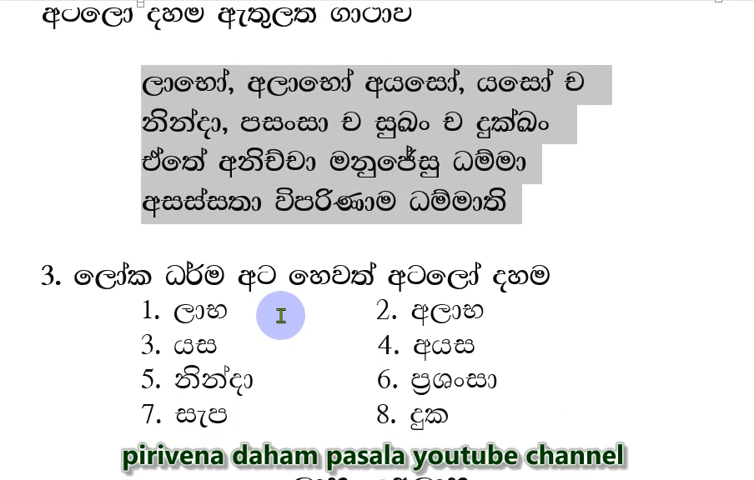 අටලෝ දහම ඇතුලත් ගාථාව
ලාභෝ, අලාභෝ අයසෝ, යසෝ ච
නින්දා, පසංසා ච සුඛං ච දුක්ඛං
ඒතේ අනිච්චා මනුජේසු ධම්මා
අසස්සතා විපරිණාම ධම්මාති
3. ලෝක ධර්ම අට හෙවත් අටලෝ දහම
1. ලාභ 2. අලාභ
3. යස 4. අයස
5. නින්දා 6. ප්‍රශංසා
7. සැප 8. දුක
pirivena daham pasala youtube channel